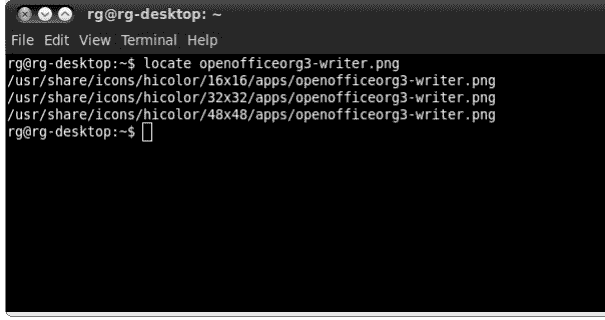 rg@rg-desktop: ~
File Edit View Terminal Help
rg@rg-desktop:~$ locate openofficeorg3-writer.png
/usr/share/icons/hicolor/16x16/apps/openofficeorg3-writer.png
/usr/share/icons/hicolor/32x32/apps/openofficeorg3-writer.png
/usr/share/icons/hicolor/48x48/apps/openofficeorg3-writer.png
rg@rg-desktop:~$